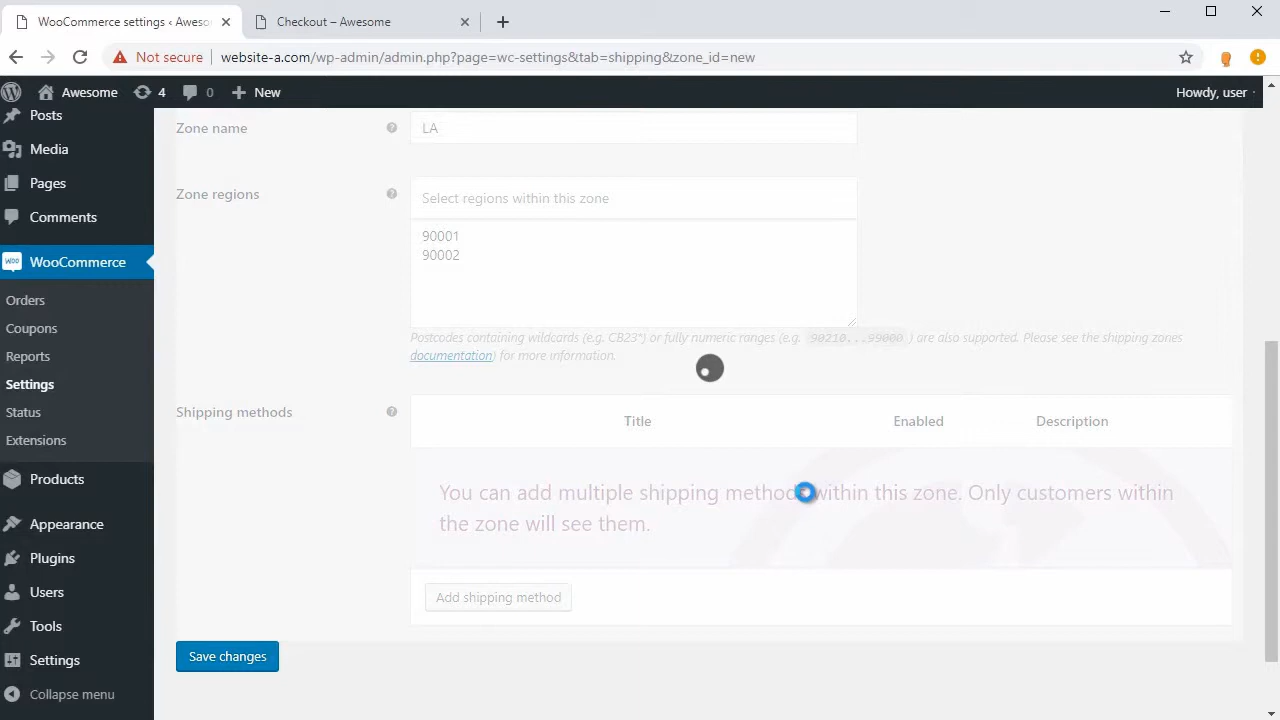 WooCommerce settings ‹ Aweso
Checkout – Awesome
Not secure
website-a.com/wp-admin/admin.php?page=wc-settings&tab=shipping&zone_id=new
Awesome
4
0
New
Howdy, user
Posts
Media
Pages
Comments
WooCommerce
Orders
Coupons
Reports
Settings
Status
Extensions
Products
Appearance
Plugins
Users
Tools
Settings
Collapse menu
Zone name
LA
Zone regions
Select regions within this zone
90001
90002
Postcodes containing wildcards (e.g. CB23*) or fully numeric ranges (e.g. 90210...99000 ) are also supported. Please see the shipping zones
documentation) for more information.
Shipping methods
Title Enabled Description
You can add multiple shipping methods within this zone. Only customers within
the zone will see them.
Add shipping method
Save changes